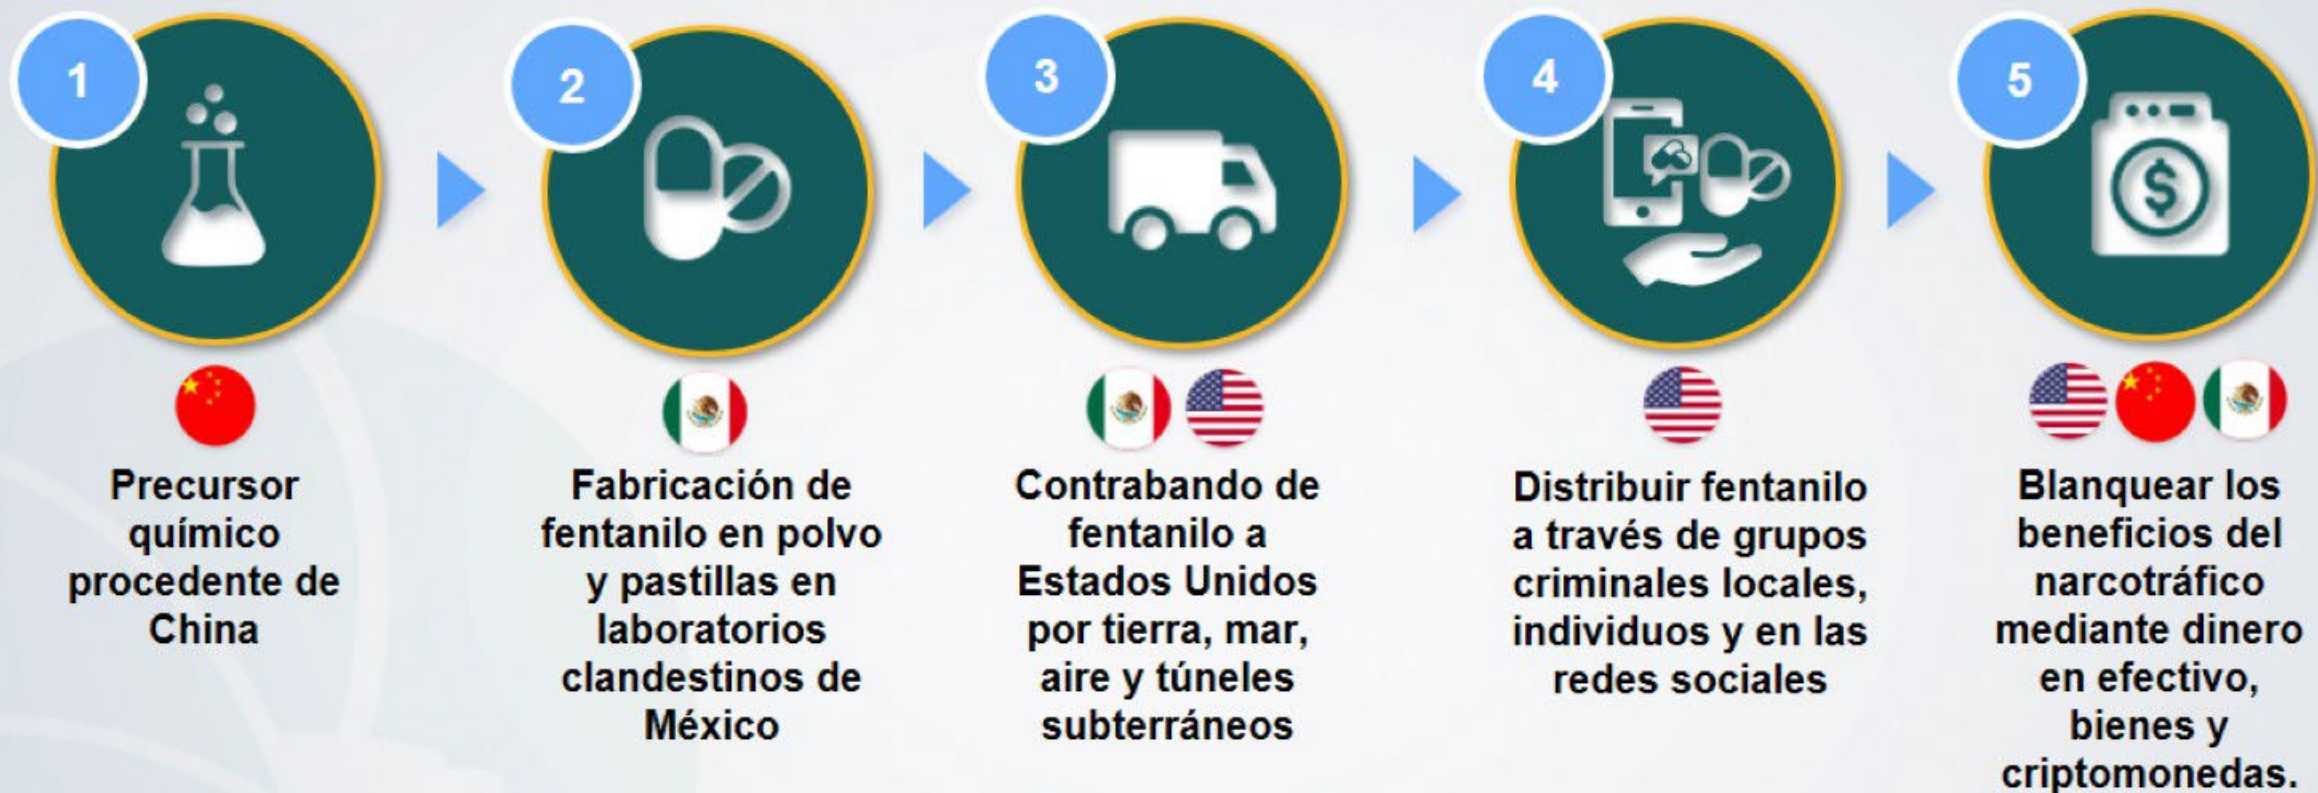 1
Precursor
químico
procedente de
China
2
Fabricación de
fentanilo en polvo
y pastillas en
laboratorios
clandestinos de
México
3
Contrabando de
fentanilo a
Estados Unidos
por tierra, mar,
aire y túneles
subterráneos
4
Distribuir fentanilo
a través de grupos
criminales locales,
individuos y en las
redes sociales
5
$
Blanquear los
beneficios del
narcotráfico
mediante dinero
en efectivo,
bienes y
criptomonedas.